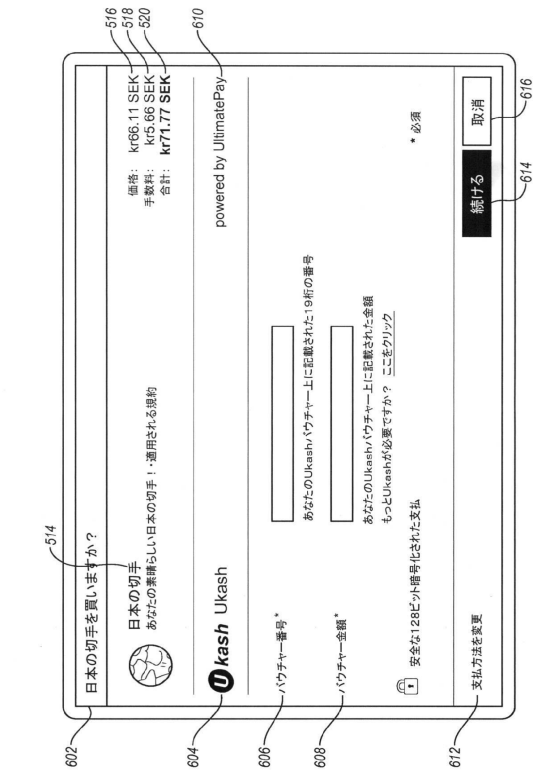 602
日本の切手を買いますか？
514
日本の切手
あなたの素晴らしい日本の切手！・適用される規約
価格： kr66.11 SEK 516
手数料： kr5.66 SEK 518
合計： kr71.77 SEK 520
604
Ukash Ukash
powered by UltimatePay 610
606
バウチャー番号*
あなたのUkashバウチャー上に記載された19桁の番号
608
バウチャー金額*
あなたのUkashバウチャー上に記載された金額
もっとUkashが必要ですか？ ここをクリック
安全な128ビット暗号化された支払
* 必須
612
支払方法を変更
続ける 614
取消 616